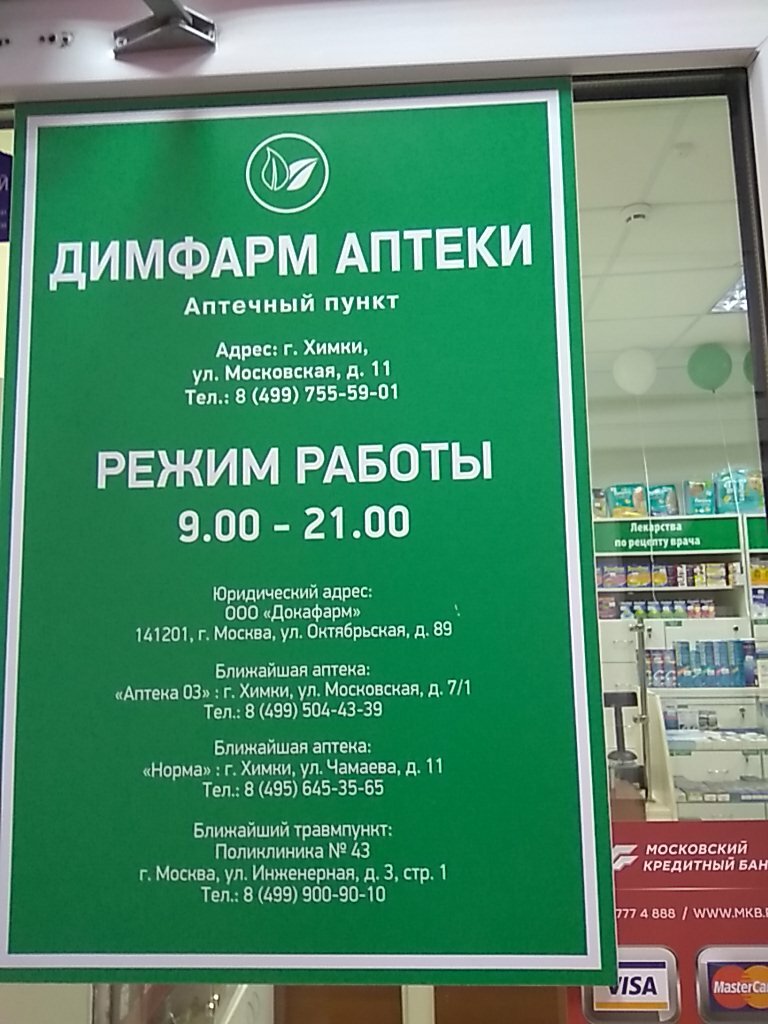 ДИМФАРМ АПТЕКИ
Аптечный пункт
Адрес: г. Химки,
ул. Московская, д. 11
Тел.: 8 (499) 755-59-01
РЕЖИМ РАБОТЫ
9.00 - 21.00
Юридический адрес:
ООО «Докафарм»
141201, г. Москва, ул. Октябрьская, д. 89
Ближайшая аптека:
«Аптека 03» : г. Химки, ул. Московская, д. 7/1
Тел.: 8 (499) 504-43-39
Ближайшая аптека:
«Норма» : г. Химки, ул. Чамаева, д. 11
Тел.: 8 (495) 645-35-65
Ближайший травмпункт:
Поликлиника № 43
г. Москва, ул. Инженерная, д. 3, стр. 1
Тел.: 8 (499) 900-90-10
Лекарства
по рецепту врача
МОСКОВСКИЙ
КРЕДИТНЫЙ БАН
777 4 888 / WWW.MKB.
VISA
MasterCa